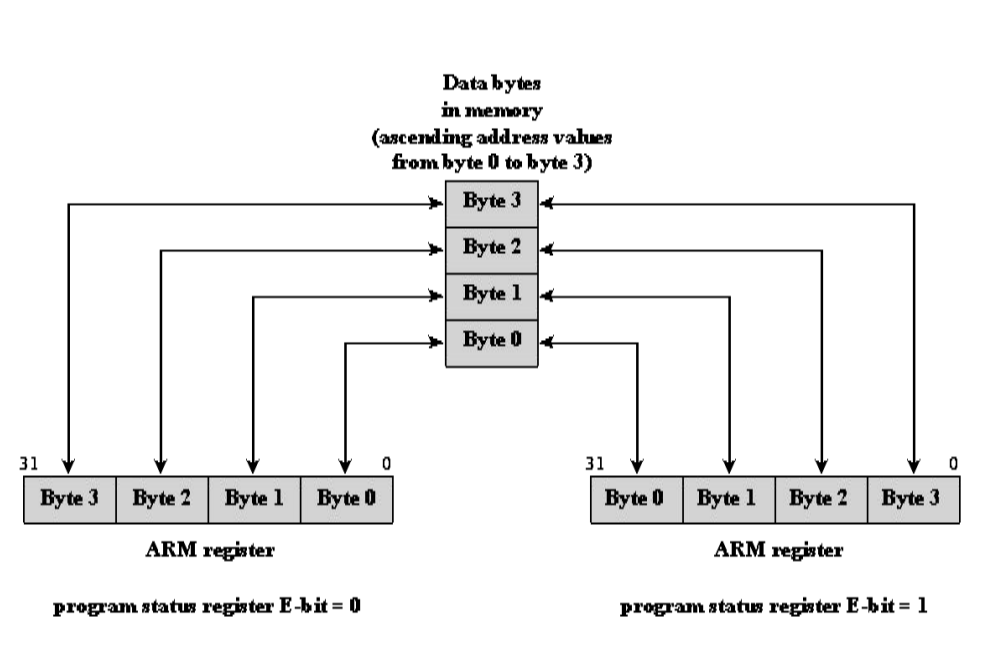 Data bytes
in memory
(ascending address values
from byte 0 to byte 3)
Byte 3
Byte 2
Byte 1
Byte 0
31 0
Byte 3 Byte 2 Byte 1 Byte 0
ARM register
program status register E-bit = 0
31 0
Byte 0 Byte 1 Byte 2 Byte 3
ARM register
program status register E-bit = 1